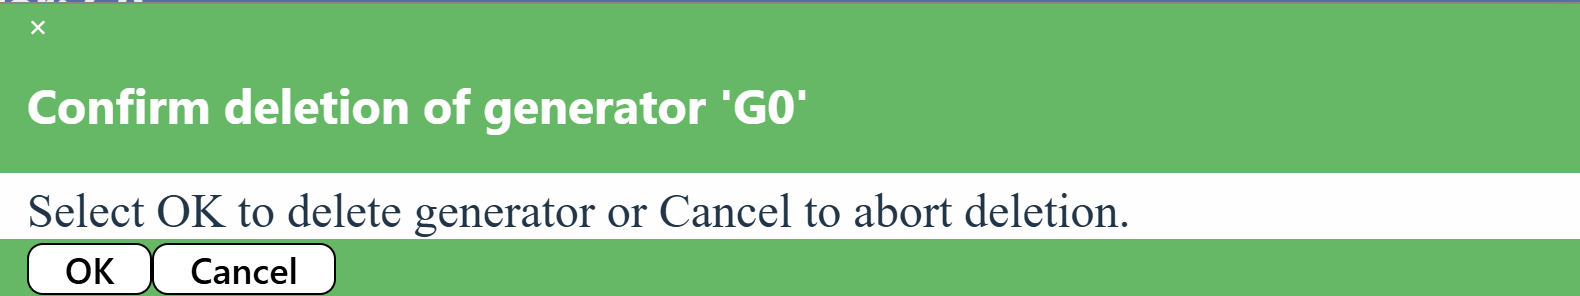 ×
Confirm deletion of generator 'G0'
Select OK to delete generator or Cancel to abort deletion.
OK Cancel